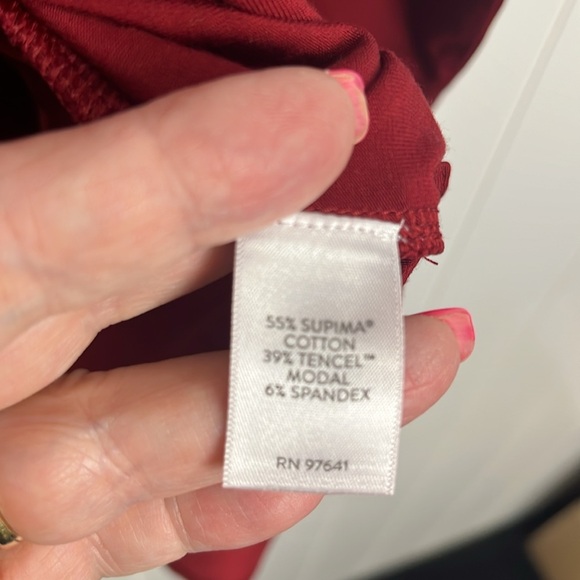 55% SUPIMA®
COTTON
39% TENCEL™
MODAL
6% SPANDEX
RN 97641